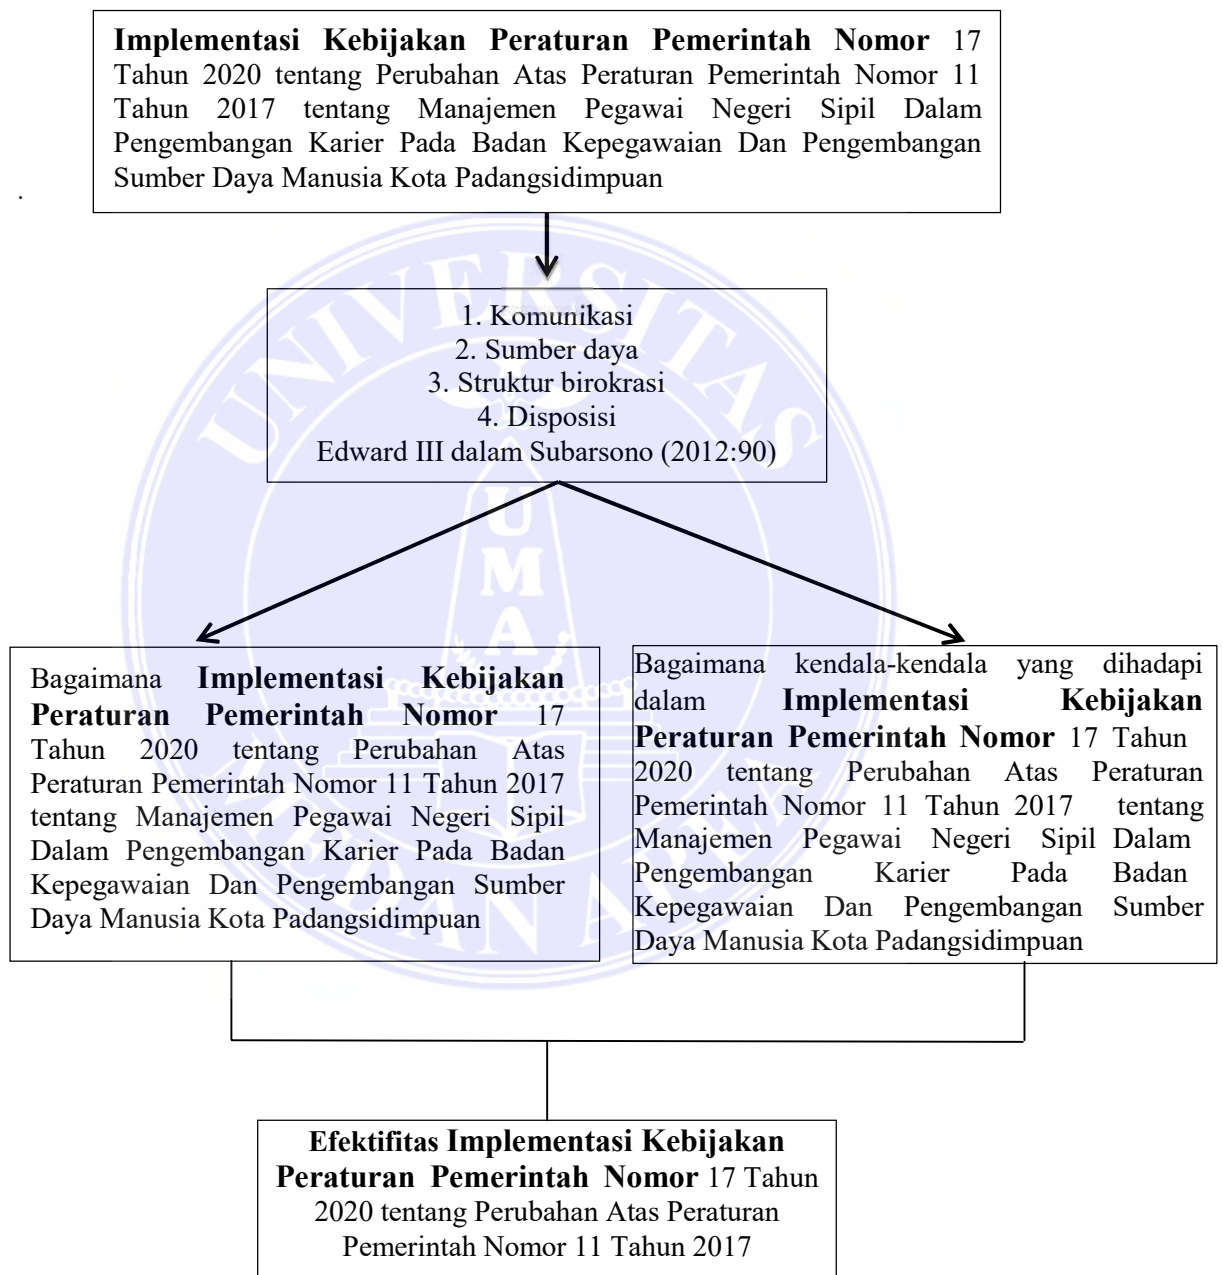 Implementasi Kebijakan Peraturan Pemerintah Nomor 17
Tahun 2020 tentang Perubahan Atas Peraturan Pemerintah Nomor 11
Tahun 2017 tentang Manajemen Pegawai Negeri Sipil Dalam
Pengembangan Karier Pada Badan Kepegawaian Dan Pengembangan
Sumber Daya Manusia Kota Padangsidimpuan
.
UNIVERSITAS
1. Komunikasi
2. Sumber daya
3. Struktur birokrasi
4. Disposisi
Edward III dalam Subarsono (2012:90)
U
M
A
Bagaimana Implementasi Kebijakan
Peraturan Pemerintah Nomor 17
Tahun 2020 tentang Perubahan Atas
Peraturan Pemerintah Nomor 11 Tahun 2017
tentang Manajemen Pegawai Negeri Sipil
Dalam Pengembangan Karier Pada Badan
Kepegawaian Dan Pengembangan Sumber
Daya Manusia Kota Padangsidimpuan
Bagaimana kendala-kendala yang dihadapi
dalam Implementasi Kebijakan
Peraturan Pemerintah Nomor 17 Tahun
2020 tentang Perubahan Atas Peraturan
Pemerintah Nomor 11 Tahun 2017 tentang
Manajemen Pegawai Negeri Sipil Dalam
Pengembangan Karier Pada Badan
Kepegawaian Dan Pengembangan Sumber
Daya Manusia Kota Padangsidimpuan
MEDAN AREA
Efektifitas Implementasi Kebijakan
Peraturan Pemerintah Nomor 17 Tahun
2020 tentang Perubahan Atas Peraturan
Pemerintah Nomor 11 Tahun 2017